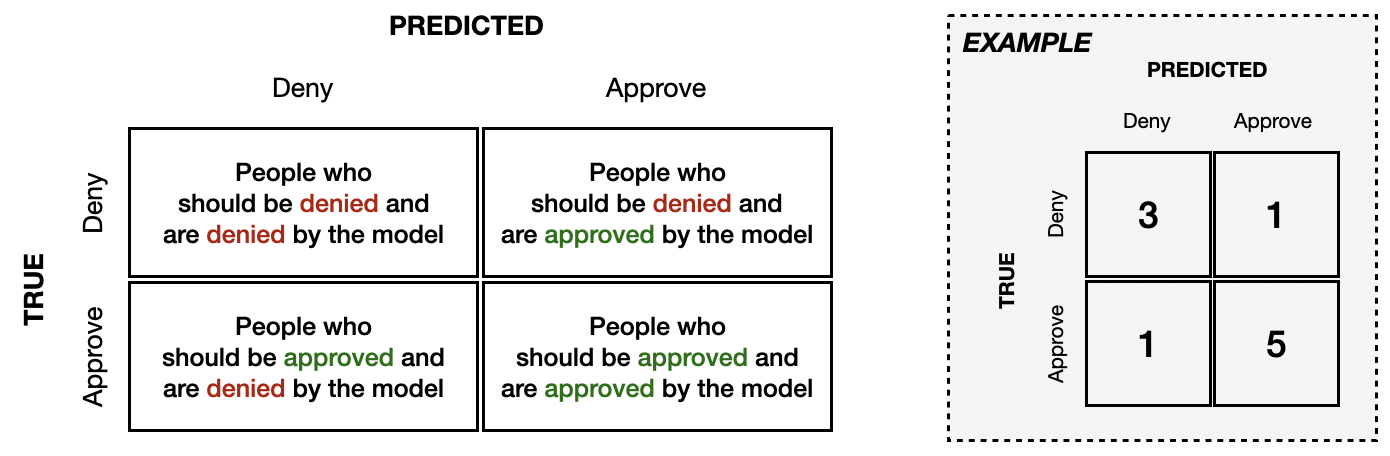 PREDICTED
Deny Approve
TRUE
Deny
People who
should be denied and
are denied by the model
People who
should be denied and
are approved by the model
Approve
People who
should be approved and
are denied by the model
People who
should be approved and
are approved by the model
EXAMPLE
PREDICTED
Deny Approve
TRUE
Deny
3 1
Approve
1 5